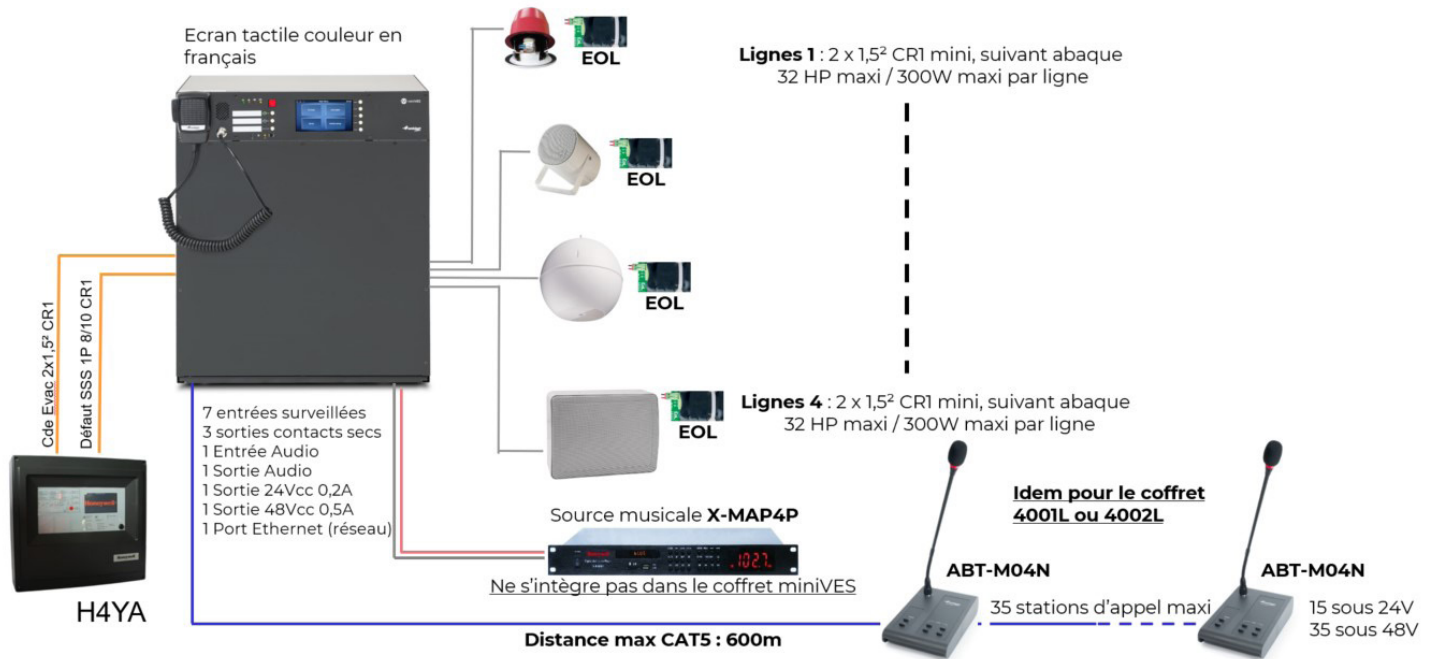 Ecran tactile couleur en
français
EOL
Lignes 1 : 2 x 1,5² CR1 mini, suivant abaque
32 HP maxi / 300W maxi par ligne
EOL
EOL
Cde Evac 2x1,5² CR1
Défaut SSS 1P 8/10 CR1
EOL
Lignes 4 : 2 x 1,5² CR1 mini, suivant abaque
32 HP maxi / 300W maxi par ligne
7 entrées surveillées
3 sorties contacts secs
1 Entrée Audio
1 Sortie Audio
1 Sortie 24Vcc 0,2A
1 Sortie 48Vcc 0,5A
1 Port Ethernet (réseau)
Honeywell
H4YA
Source musicale X-MAP4P
Honeywell
102.7
Ne s'intègre pas dans le coffret miniVES
Idem pour le coffret
4001L ou 4002L
ABT-M04N
ABT-M04N
35 stations d'appel maxi
15 sous 24V
35 sous 48V
Distance max CAT5 : 600m